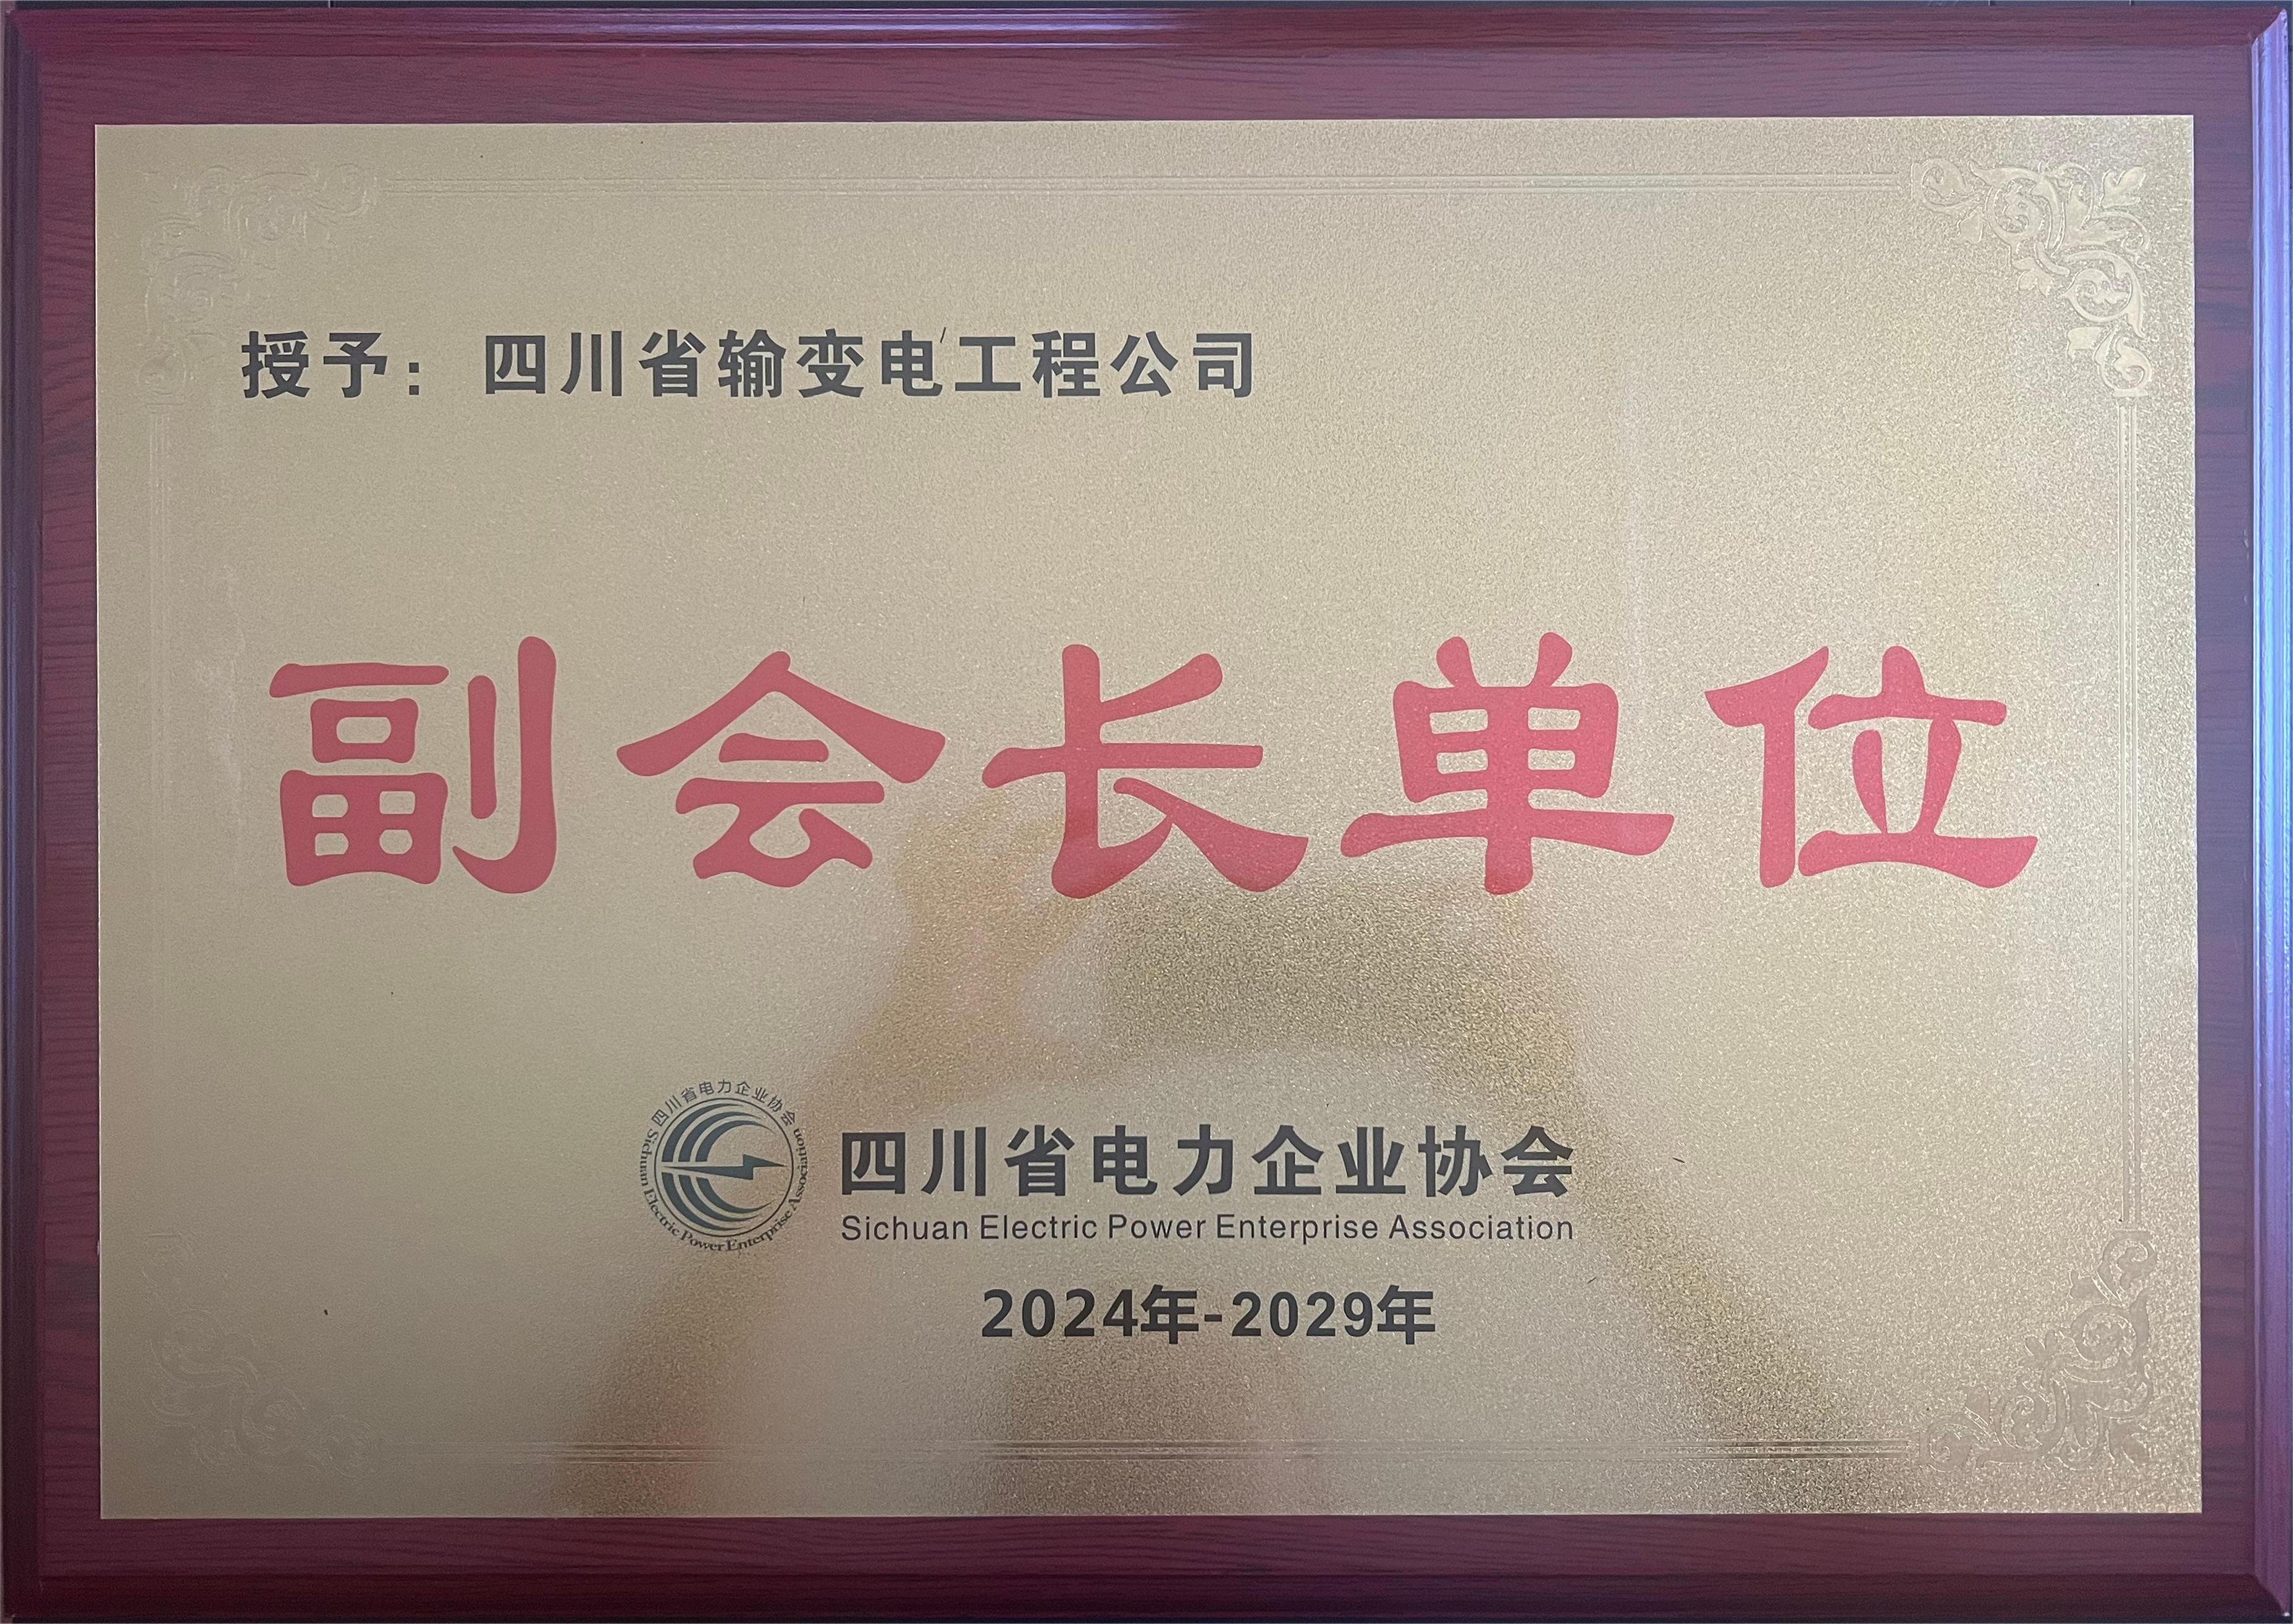 授予：四川省输变电工程公司
副会长单位
四川省电力企业协会
Sichuan Electric Power Enterprise Association
四川省电力企业协会
Sichuan Electric Power Enterprise Association
2024年-2029年